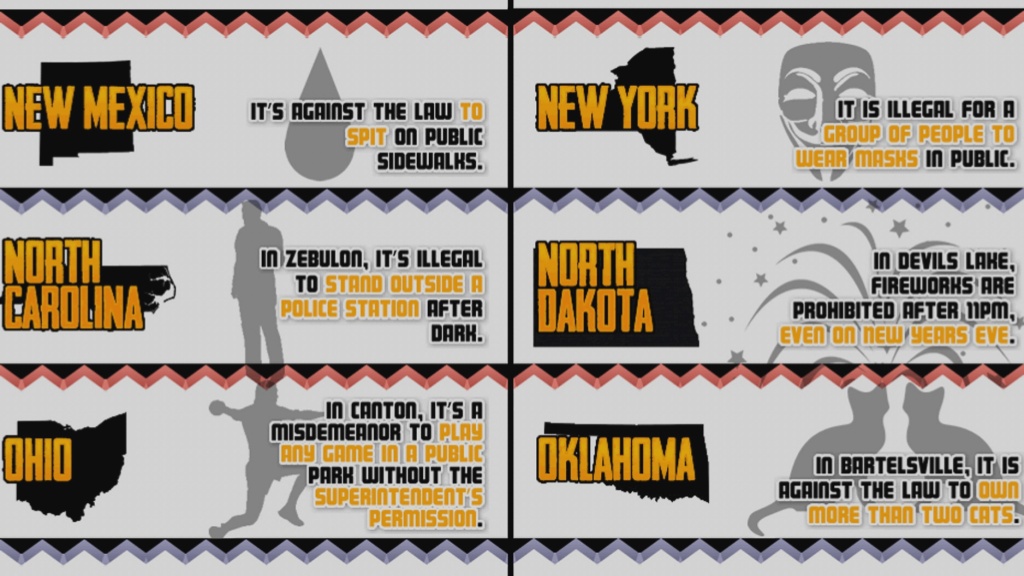 NEW MEXICO
IT'S AGAINST THE LAW TO
SPIT ON PUBLIC
SIDEWALKS.
NEW YORK
IT IS ILLEGAL FOR A
GROUP OF PEOPLE TO
WEAR MASKS IN PUBLIC.
NORTH
CAROLINA
IN ZEBULON, IT'S ILLEGAL
TO STAND OUTSIDE A
POLICE STATION AFTER
DARK.
NORTH
DAKOTA
IN DEVILS LAKE,
FIREWORKS ARE
PROHIBITED AFTER 11PM,
EVEN ON NEW YEARS EVE.
OHIO
IN CANTON, IT'S A
MISDEMEANOR TO PLAY
ANY GAME IN A PUBLIC
PARK WITHOUT THE
SUPERINTENDENT'S
PERMISSION.
OKLAHOMA
IN BARTELSVILLE, IT IS
AGAINST THE LAW TO OWN
MORE THAN TWO CATS.